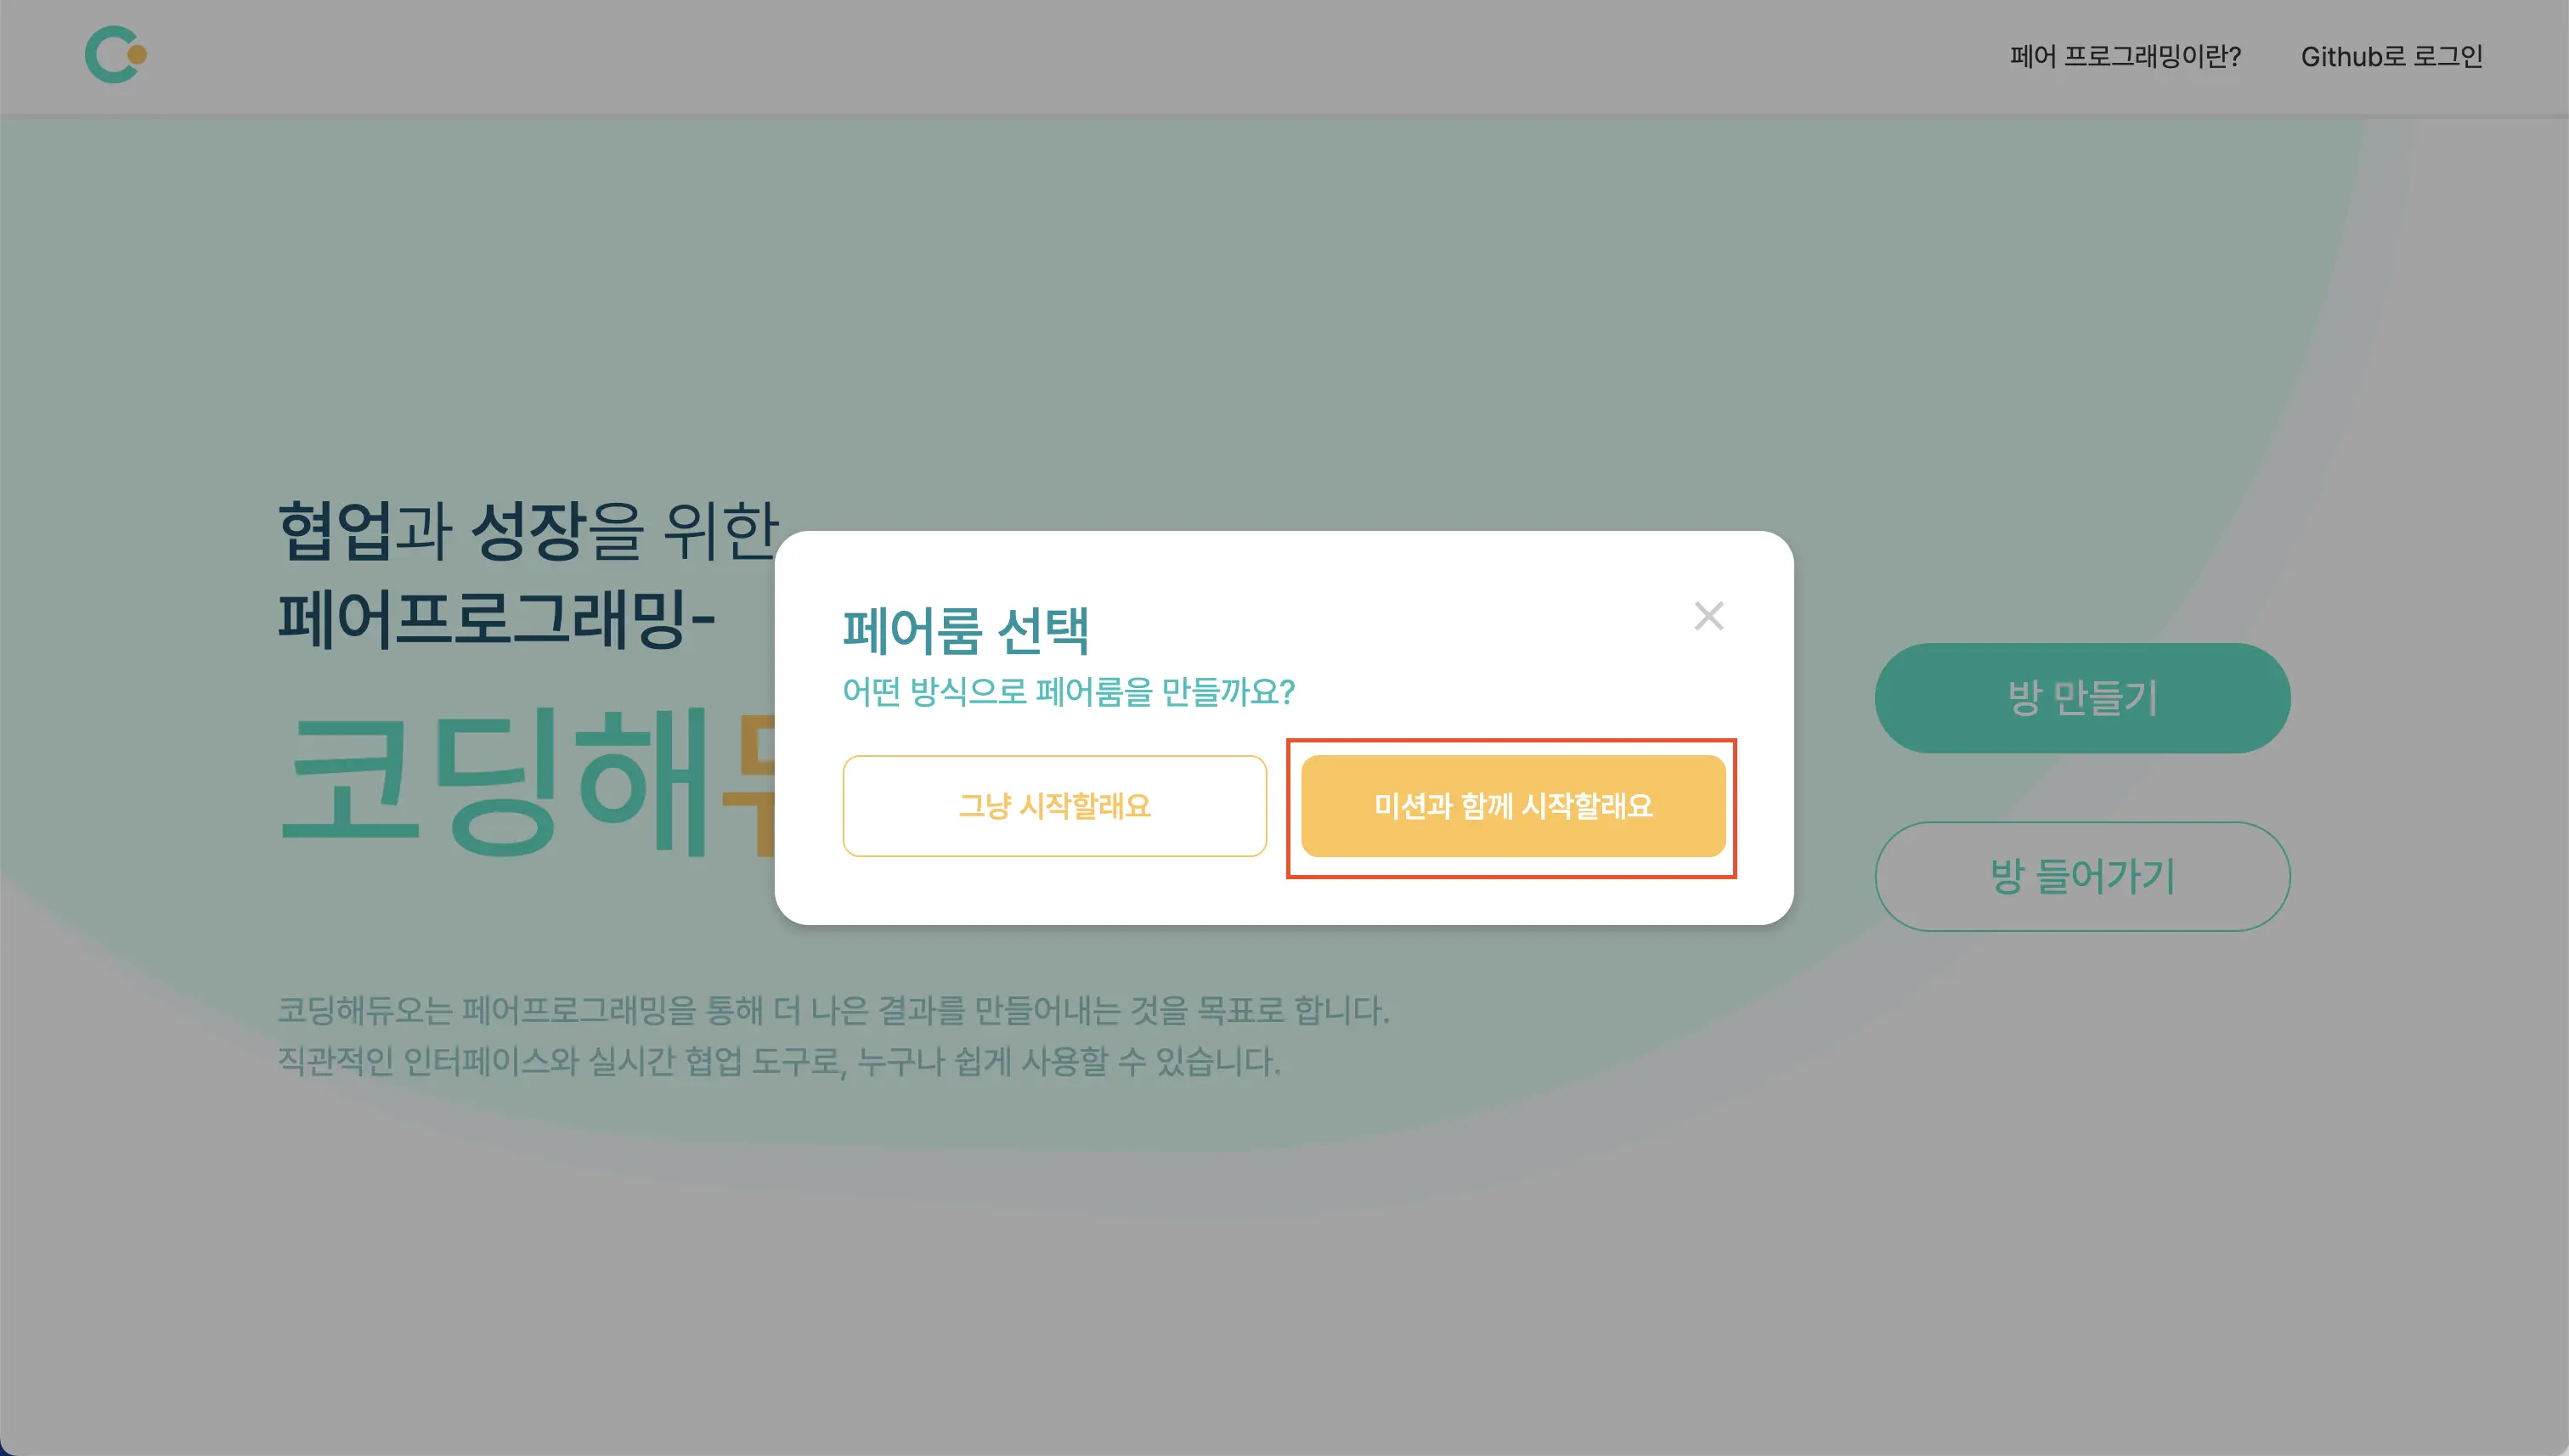 페어 프로그래밍이란?
Github로 로그인
협업과 성장을 위한
페어프로그래밍-
코딩해
페어룸 선택
어떤 방식으로 페어룸을 만들까요?
그냥 시작할래요
미션과 함께 시작할래요
방 만들기
방 들어가기
코딩해듀오는 페어프로그래밍을 통해 더 나은 결과를 만들어내는 것을 목표로 합니다.
직관적인 인터페이스와 실시간 협업 도구로, 누구나 쉽게 사용할 수 있습니다.